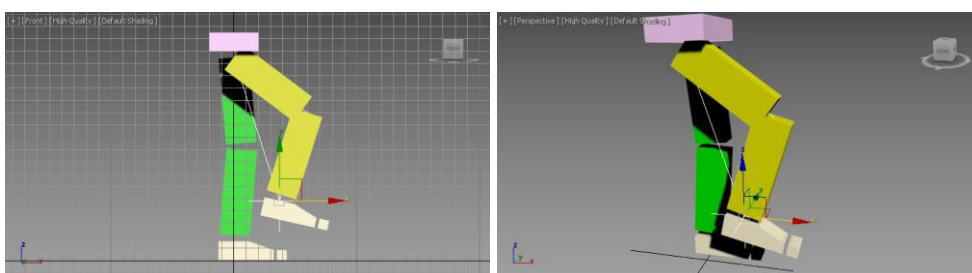 [+] [Front] [High Quality] [Default Shading]
[+] [Perspective] [High Quality] [Default Shading]
z
x
z
y
x